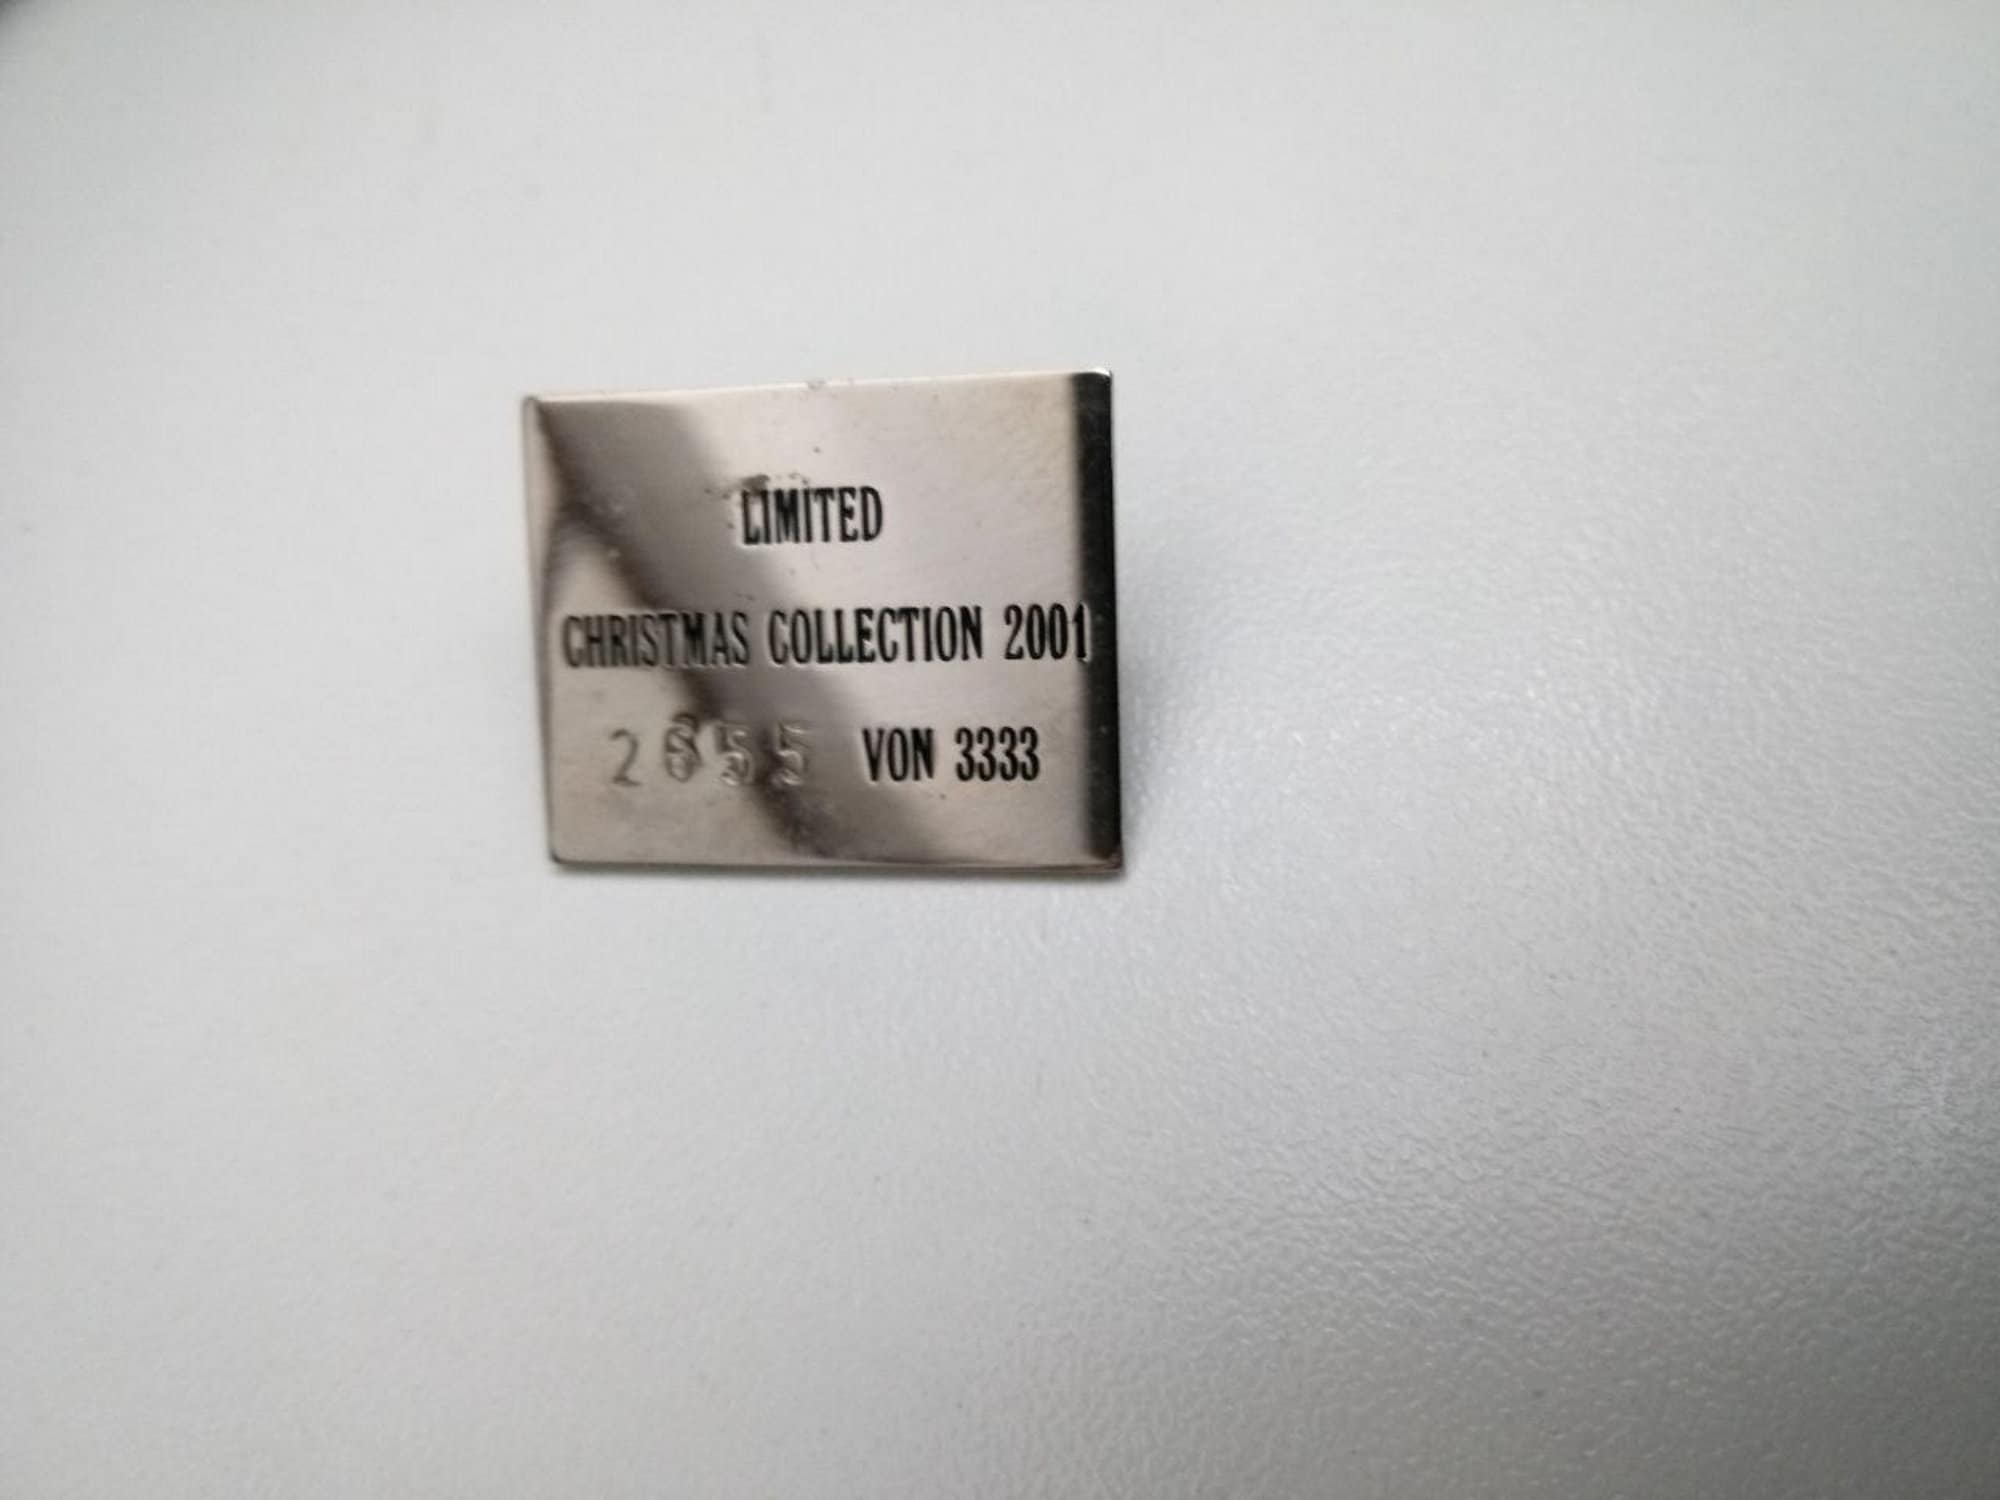 LIMITED
CHRISTMAS COLLECTION 2001
2655 VON 3333